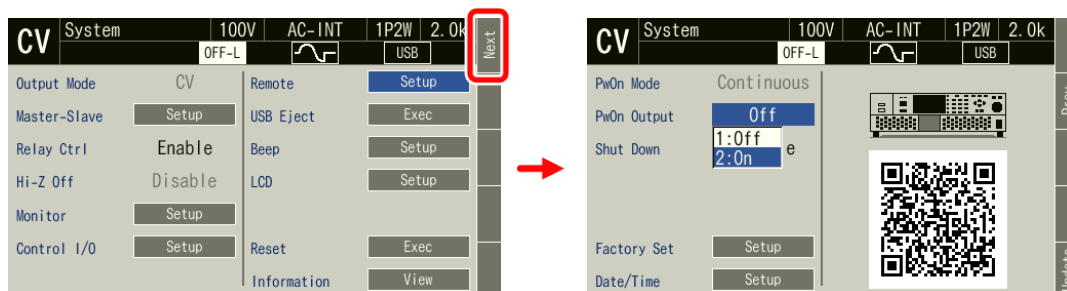 CV System 100V AC-INT 1P2W 2.0k Next
OFF-L USB
Output Mode CV Remote Setup
Master-Slave Setup USB Eject Exec
Relay Ctrl Enable Beep Setup
Hi-Z Off Disable LCD Setup
Monitor Setup
Control I/O Setup Reset Exec
Information View
CV System 100V AC-INT 1P2W 2.0k
OFF-L USB
PwOn Mode Continuous
PwOn Output Off
1:Off
Shut Down 2:On e
Factory Set Setup
Date/Time Setup